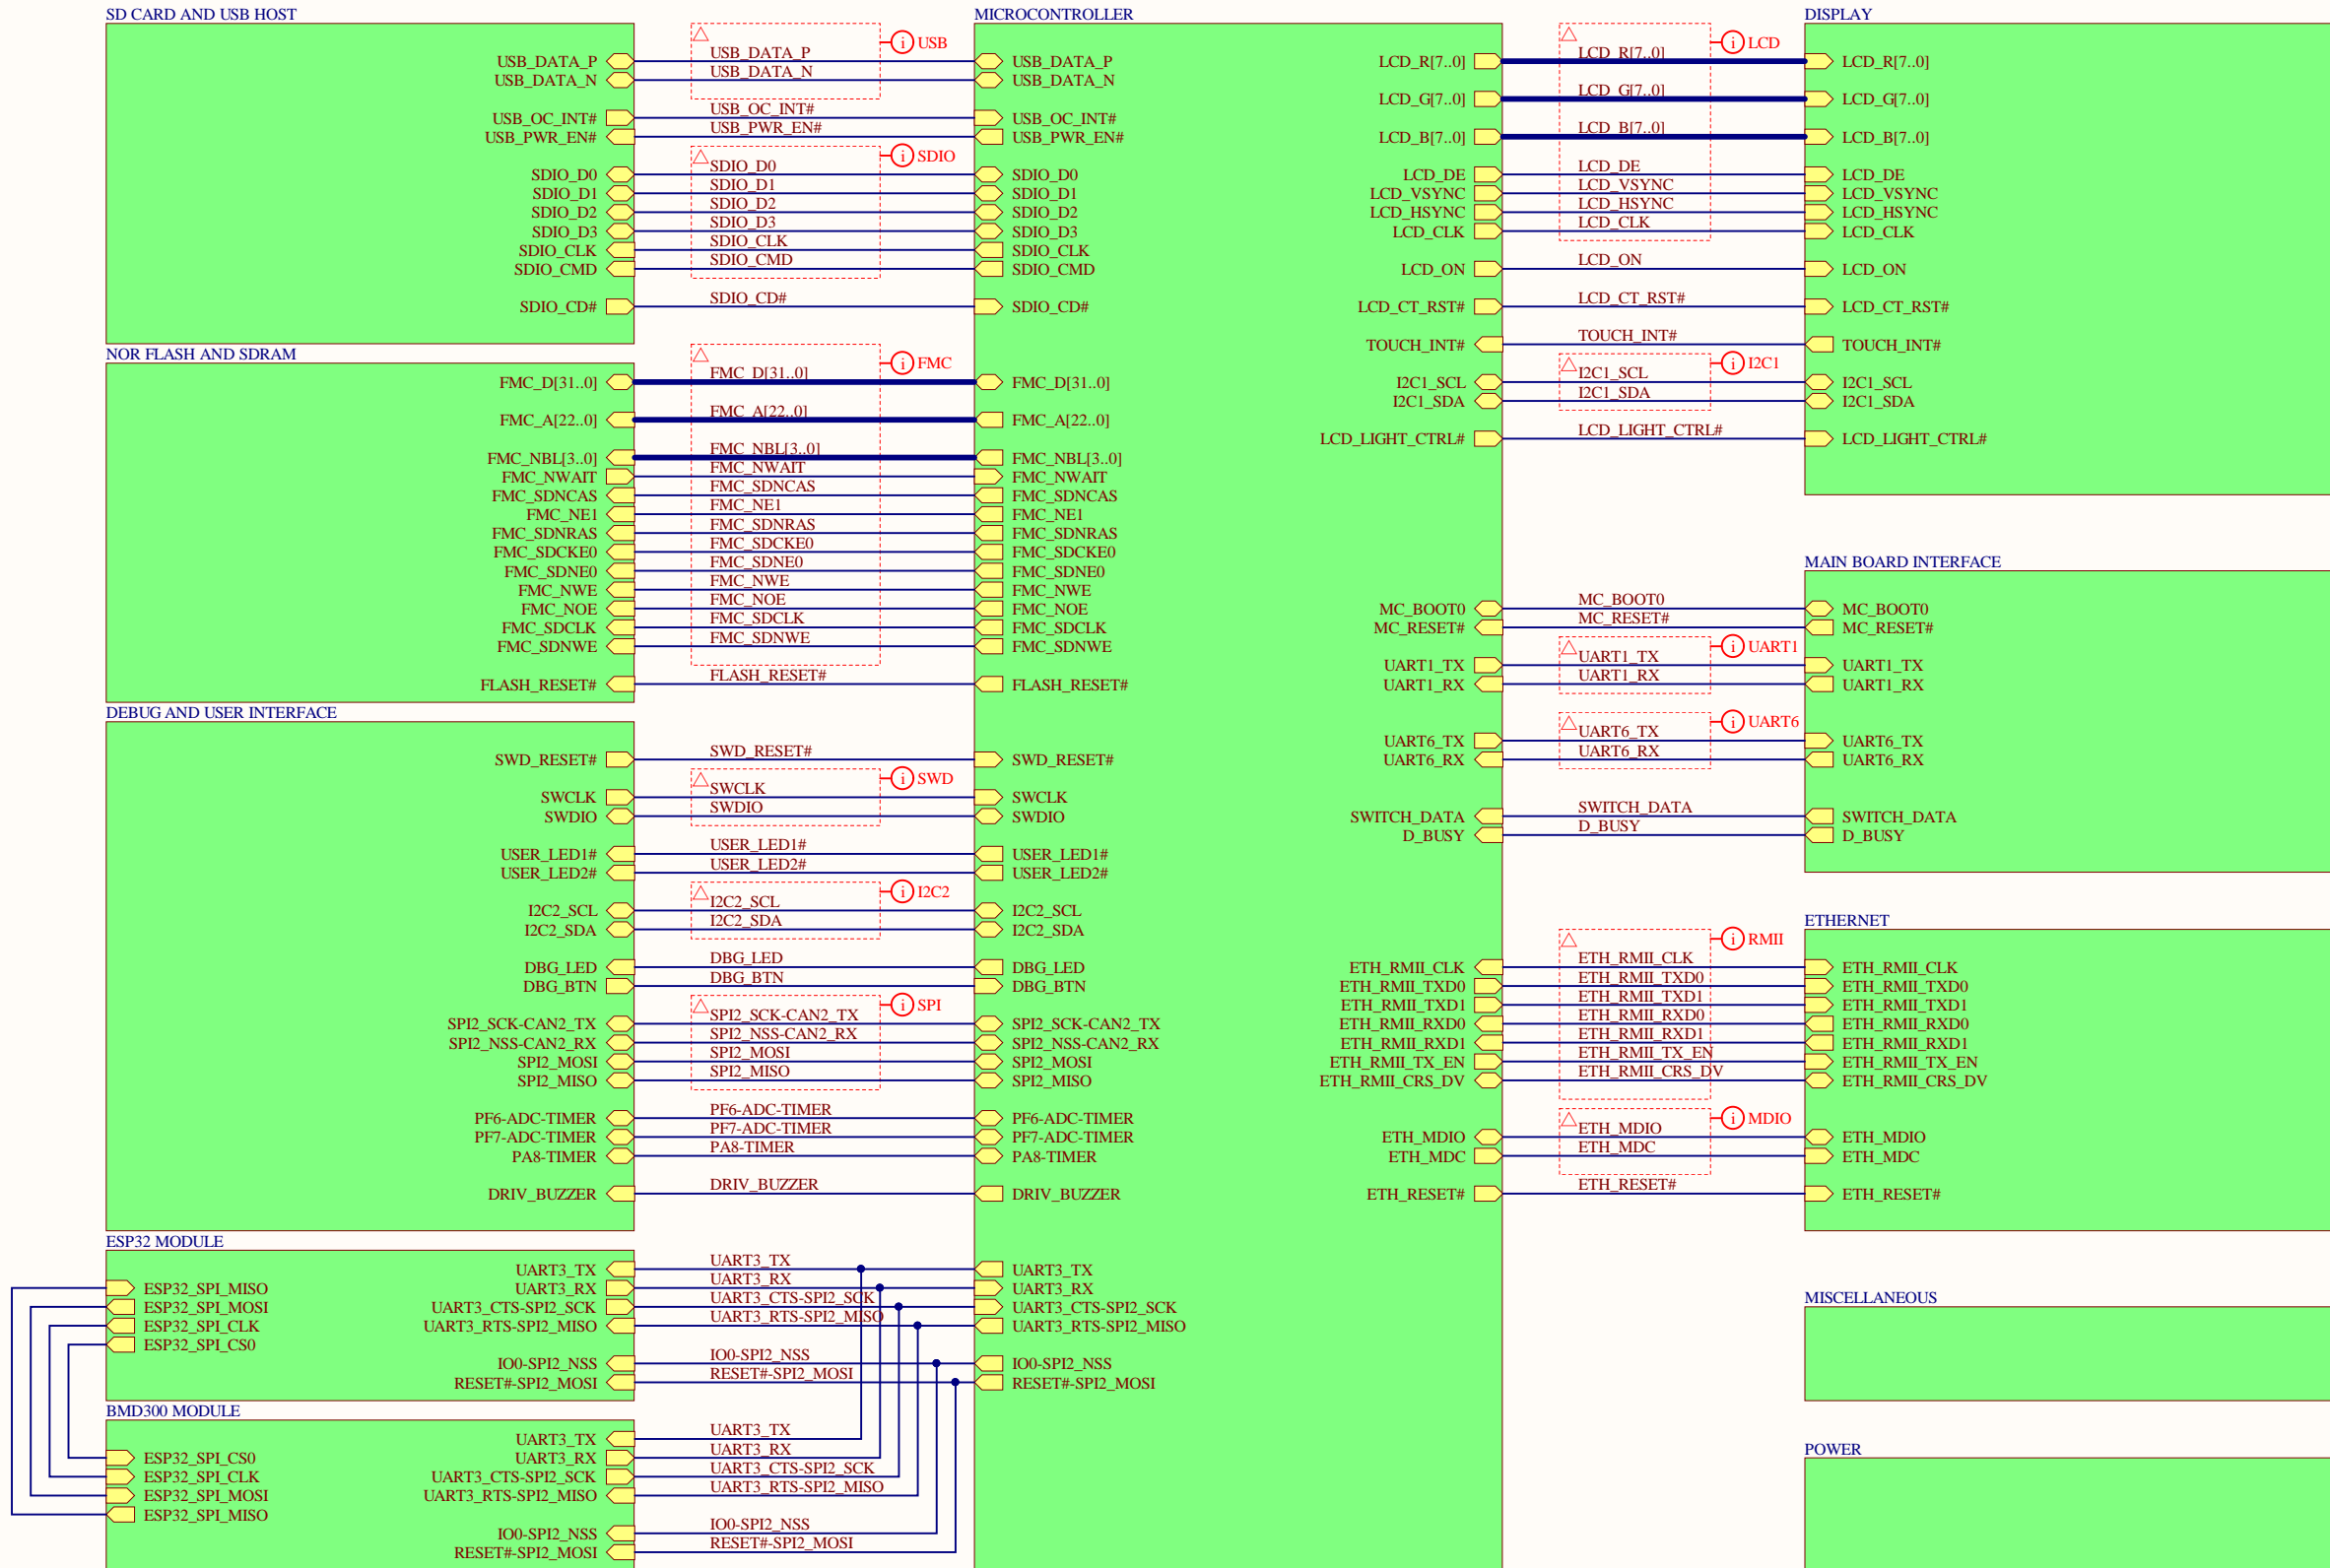 SD CARD AND USB HOST
USB_DATA_P
USB_DATA_N
USB_OC_INT#
USB_PWR_EN#
SDIO_D0
SDIO_D1
SDIO_D2
SDIO_D3
SDIO_CLK
SDIO_CMD
SDIO_CD#
USB
USB_DATA_P
USB_DATA_N
USB_OC_INT#
USB_PWR_EN#
SDIO
SDIO_D0
SDIO_D1
SDIO_D2
SDIO_D3
SDIO_CLK
SDIO_CMD
SDIO_CD#
NOR FLASH AND SDRAM
FMC_D[31..0]
FMC_A[22..0]
FMC_NBL[3..0]
FMC_NWAIT
FMC_SDNCAS
FMC_NE1
FMC_SDNRAS
FMC_SDCKE0
FMC_SDNE0
FMC_NWE
FMC_NOE
FMC_SDCLK
FMC_SDNWE
FLASH_RESET#
FMC
FMC_D[31..0]
FMC_A[22..0]
FMC_NBL[3..0]
FMC_NWAIT
FMC_SDNCAS
FMC_NE1
FMC_SDNRAS
FMC_SDCKE0
FMC_SDNE0
FMC_NWE
FMC_NOE
FMC_SDCLK
FMC_SDNWE
FLASH_RESET#
DEBUG AND USER INTERFACE
SWD_RESET#
SWCLK
SWDIO
USER_LED1#
USER_LED2#
I2C2_SCL
I2C2_SDA
DBG_LED
DBG_BTN
SPI2_SCK-CAN2_TX
SPI2_NSS-CAN2_RX
SPI2_MOSI
SPI2_MISO
PF6-ADC-TIMER
PF7-ADC-TIMER
PA8-TIMER
DRIV_BUZZER
SWD_RESET#
SWD
SWCLK
SWDIO
USER_LED1#
USER_LED2#
I2C2
I2C2_SCL
I2C2_SDA
DBG_LED
DBG_BTN
SPI
SPI2_SCK-CAN2_TX
SPI2_NSS-CAN2_RX
SPI2_MOSI
SPI2_MISO
PF6-ADC-TIMER
PF7-ADC-TIMER
PA8-TIMER
DRIV_BUZZER
ESP32 MODULE
ESP32_SPI_MISO
ESP32_SPI_MOSI
ESP32_SPI_CLK
ESP32_SPI_CS0
UART3_TX
UART3_RX
UART3_CTS-SPI2_SCK
UART3_RTS-SPI2_MISO
IO0-SPI2_NSS
RESET#-SPI2_MOSI
UART3_TX
UART3_RX
UART3_CTS-SPI2_SCK
UART3_RTS-SPI2_MISO
IO0-SPI2_NSS
RESET#-SPI2_MOSI
BMD300 MODULE
ESP32_SPI_CS0
ESP32_SPI_CLK
ESP32_SPI_MOSI
ESP32_SPI_MISO
UART3_TX
UART3_RX
UART3_CTS-SPI2_SCK
UART3_RTS-SPI2_MISO
IO0-SPI2_NSS
RESET#-SPI2_MOSI
UART3_TX
UART3_RX
UART3_CTS-SPI2_SCK
UART3_RTS-SPI2_MISO
IO0-SPI2_NSS
RESET#-SPI2_MOSI
MICROCONTROLLER
USB_DATA_P
USB_DATA_N
USB_OC_INT#
USB_PWR_EN#
SDIO_D0
SDIO_D1
SDIO_D2
SDIO_D3
SDIO_CLK
SDIO_CMD
SDIO_CD#
FMC_D[31..0]
FMC_A[22..0]
FMC_NBL[3..0]
FMC_NWAIT
FMC_SDNCAS
FMC_NE1
FMC_SDNRAS
FMC_SDCKE0
FMC_SDNE0
FMC_NWE
FMC_NOE
FMC_SDCLK
FMC_SDNWE
FLASH_RESET#
SWD_RESET#
SWCLK
SWDIO
USER_LED1#
USER_LED2#
I2C2_SCL
I2C2_SDA
DBG_LED
DBG_BTN
SPI2_SCK-CAN2_TX
SPI2_NSS-CAN2_RX
SPI2_MOSI
SPI2_MISO
PF6-ADC-TIMER
PF7-ADC-TIMER
PA8-TIMER
DRIV_BUZZER
UART3_TX
UART3_RX
UART3_CTS-SPI2_SCK
UART3_RTS-SPI2_MISO
IO0-SPI2_NSS
RESET#-SPI2_MOSI
LCD_R[7..0]
LCD_G[7..0]
LCD_B[7..0]
LCD_DE
LCD_VSYNC
LCD_HSYNC
LCD_CLK
LCD_ON
LCD_CT_RST#
TOUCH_INT#
I2C1_SCL
I2C1_SDA
LCD_LIGHT_CTRL#
MC_BOOT0
MC_RESET#
UART1_TX
UART1_RX
UART6_TX
UART6_RX
SWITCH_DATA
D_BUSY
ETH_RMII_CLK
ETH_RMII_TXD0
ETH_RMII_TXD1
ETH_RMII_RXD0
ETH_RMII_RXD1
ETH_RMII_TX_EN
ETH_RMII_CRS_DV
ETH_MDIO
ETH_MDC
ETH_RESET#
LCD
LCD_R[7..0]
LCD_G[7..0]
LCD_B[7..0]
LCD_DE
LCD_VSYNC
LCD_HSYNC
LCD_CLK
LCD_ON
LCD_CT_RST#
TOUCH_INT#
I2C1
I2C1_SCL
I2C1_SDA
LCD_LIGHT_CTRL#
MC_BOOT0
MC_RESET#
UART1
UART1_TX
UART1_RX
UART6
UART6_TX
UART6_RX
SWITCH_DATA
D_BUSY
RMII
ETH_RMII_CLK
ETH_RMII_TXD0
ETH_RMII_TXD1
ETH_RMII_RXD0
ETH_RMII_RXD1
ETH_RMII_TX_EN
ETH_RMII_CRS_DV
MDIO
ETH_MDIO
ETH_MDC
ETH_RESET#
DISPLAY
LCD_R[7..0]
LCD_G[7..0]
LCD_B[7..0]
LCD_DE
LCD_VSYNC
LCD_HSYNC
LCD_CLK
LCD_ON
LCD_CT_RST#
TOUCH_INT#
I2C1_SCL
I2C1_SDA
LCD_LIGHT_CTRL#
MAIN BOARD INTERFACE
MC_BOOT0
MC_RESET#
UART1_TX
UART1_RX
UART6_TX
UART6_RX
SWITCH_DATA
D_BUSY
ETHERNET
ETH_RMII_CLK
ETH_RMII_TXD0
ETH_RMII_TXD1
ETH_RMII_RXD0
ETH_RMII_RXD1
ETH_RMII_TX_EN
ETH_RMII_CRS_DV
ETH_MDIO
ETH_MDC
ETH_RESET#
MISCELLANEOUS
POWER